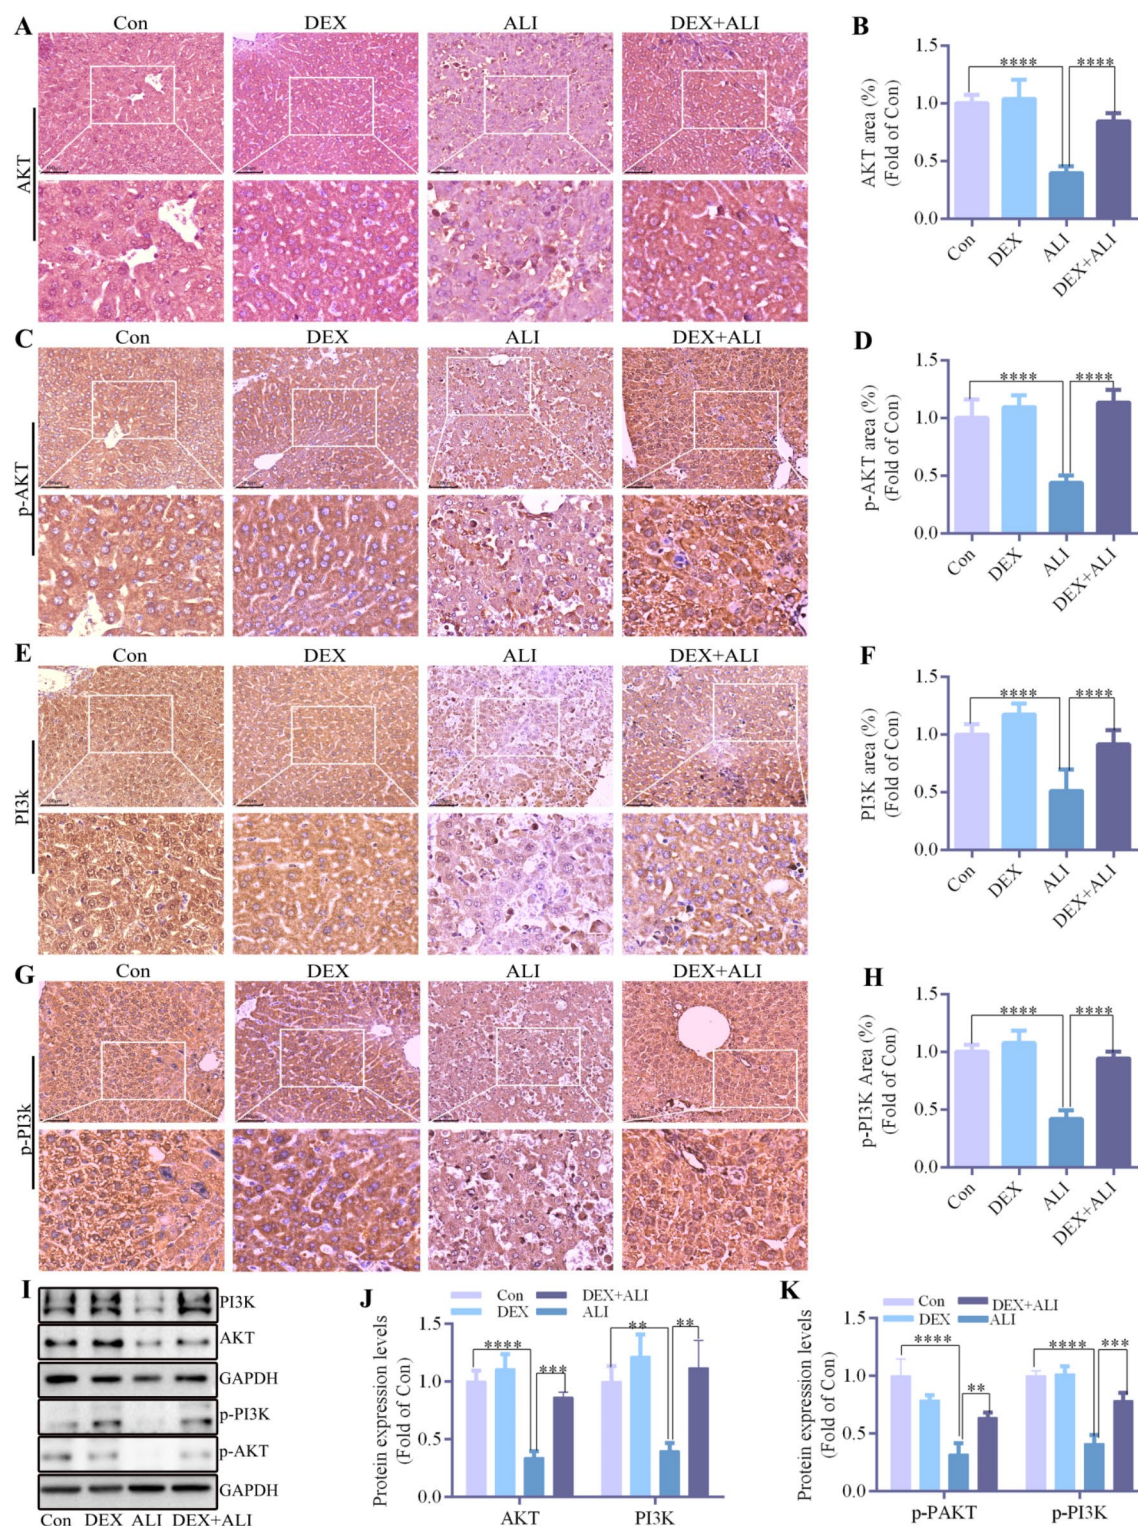 A Con DEX ALI DEX+ALI
AKT
B
AKT area (%)
(Fold of Con)
1.5
1.0
0.5
0.0
**** ****
Con DEX ALI DEX+ALI
C Con DEX ALI DEX+ALI
p-AKT
D
p-AKT area (%)
(Fold of Con)
1.5
1.0
0.5
0.0
**** ****
Con DEX ALI DEX+ALI
E Con DEX ALI DEX+ALI
PI3k
F
PI3K area (%)
(Fold of Con)
1.5
1.0
0.5
0.0
**** ****
Con DEX ALI DEX+ALI
G Con DEX ALI DEX+ALI
p-PI3k
H
p-PI3K Area (%)
(Fold of Con)
1.5
1.0
0.5
0.0
**** ****
Con DEX ALI DEX+ALI
I
PI3K
AKT
GAPDH
p-PI3K
p-AKT
GAPDH
Con DEX ALI DEX+ALI
J
Con DEX+ALI
DEX ALI
Protein expression levels
(Fold of Con)
1.5
1.0
0.5
0.0
**** *** ** **
AKT PI3K
K
Con DEX+ALI
DEX ALI
Protein expression levels
(Fold of Con)
1.5
1.0
0.5
0.0
**** ** **** ***
p-PAKT p-PI3K